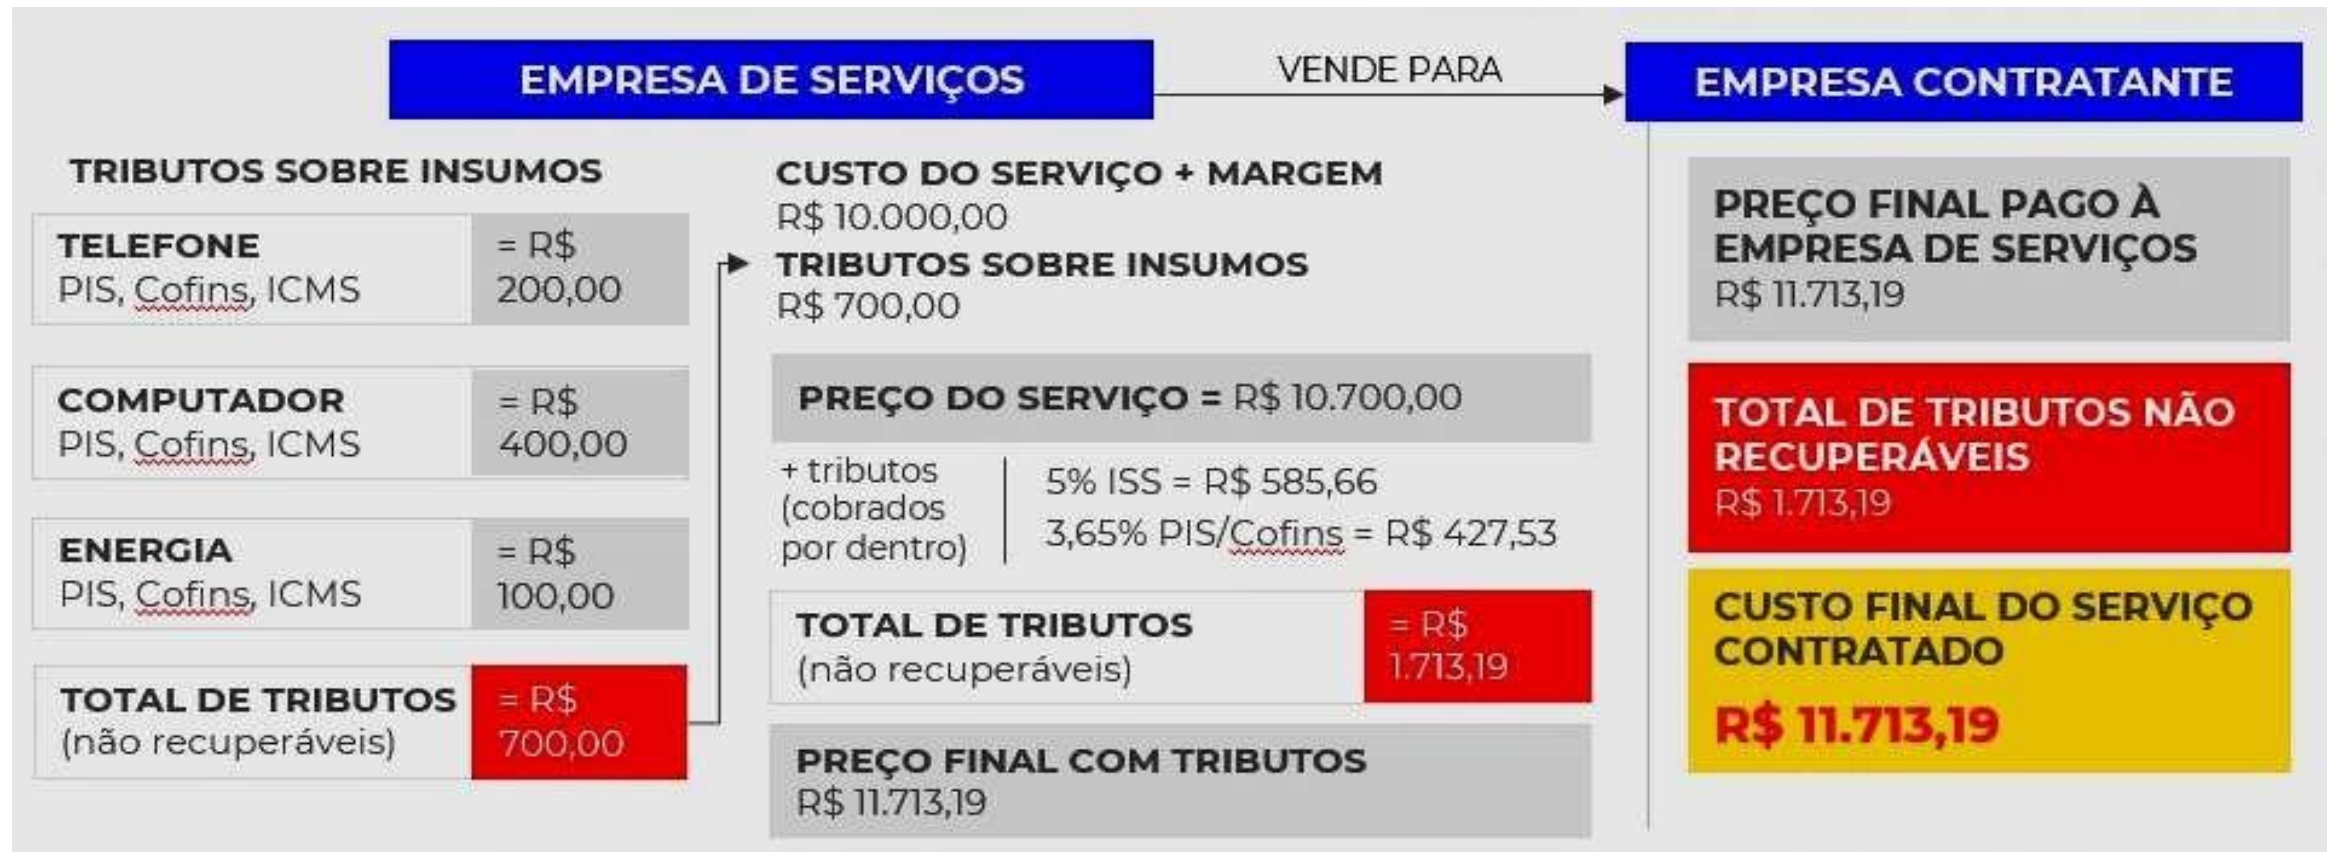 EMPRESA DE SERVIÇOS
VENDE PARA
EMPRESA CONTRATANTE
TRIBUTOS SOBRE INSUMOS
TELEFONE
PIS, Cofins, ICMS
= R$
200,00
COMPUTADOR
PIS, Cofins, ICMS
= R$
400,00
ENERGIA
PIS, Cofins, ICMS
= R$
100,00
TOTAL DE TRIBUTOS
(não recuperáveis)
= R$
700,00
CUSTO DO SERVIÇO + MARGEM
R$ 10.000,00
TRIBUTOS SOBRE INSUMOS
R$ 700,00
PREÇO DO SERVIÇO = R$ 10.700,00
+ tributos
(cobrados
por dentro)
5% ISS = R$ 585,66
3,65% PIS/Cofins = R$ 427,53
TOTAL DE TRIBUTOS
(não recuperáveis)
= R$
1.713,19
PREÇO FINAL COM TRIBUTOS
R$ 11.713,19
PREÇO FINAL PAGO À
EMPRESA DE SERVIÇOS
R$ 11.713,19
TOTAL DE TRIBUTOS NÃO
RECUPERÁVEIS
R$ 1.713,19
CUSTO FINAL DO SERVIÇO
CONTRATADO
R$ 11.713,19